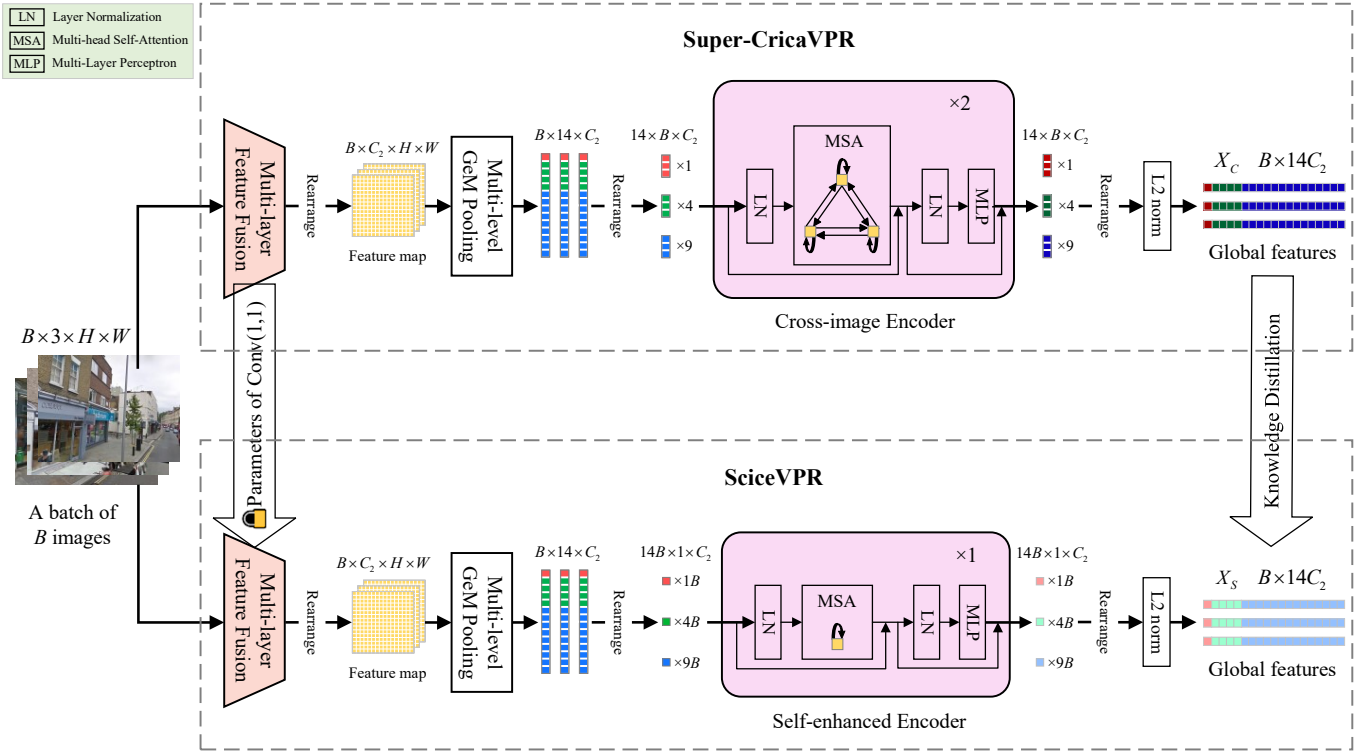 LN Layer Normalization
MSA Multi-head Self-Attention
MLP Multi-Layer Perceptron
Super-CricaVPR
Multi-layer
Feature Fusion
Rearrange
B×C₂×H×W
Feature map
Multi-level
GeM Pooling
B×14×C₂
Rearrange
14×B×C₂
×1
×4
×9
×2
LN
MSA
LN
MLP
Cross-image Encoder
14×B×C₂
×1
×4
×9
Rearrange
L2 norm
X_C B×14C₂
Global features
B×3×H×W
A batch of
B images
Parameters of Conv(1,1)
Knowledge Distillation
SciceVPR
Multi-layer
Feature Fusion
Rearrange
B×C₂×H×W
Feature map
Multi-level
GeM Pooling
B×14×C₂
Rearrange
14B×1×C₂
×1B
×4B
×9B
×1
LN
MSA
LN
MLP
Self-enhanced Encoder
14B×1×C₂
×1B
×4B
×9B
Rearrange
L2 norm
X_S B×14C₂
Global features